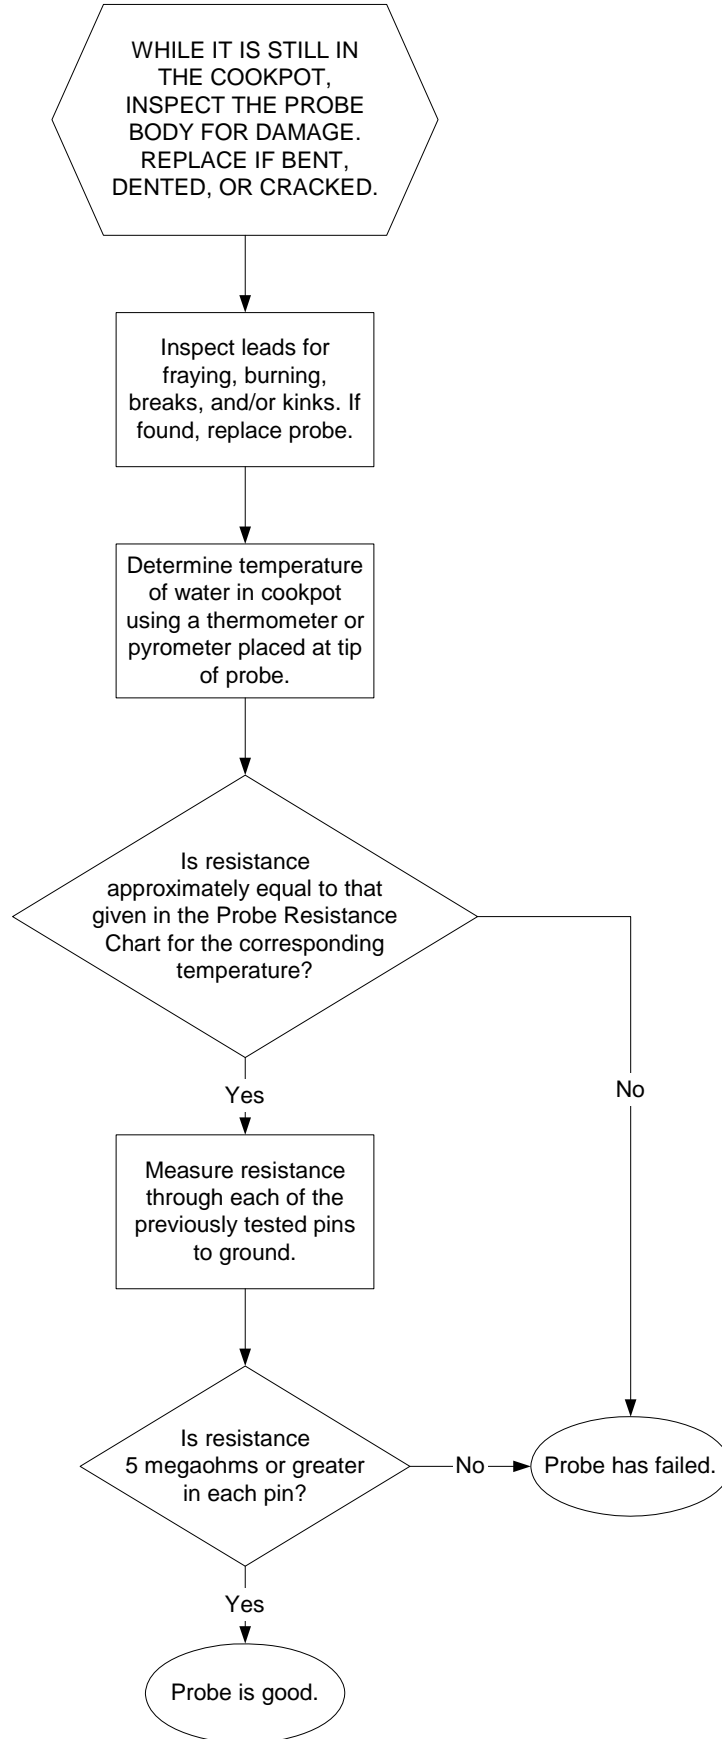 WHILE IT IS STILL IN
THE COOKPOT,
INSPECT THE PROBE
BODY FOR DAMAGE.
REPLACE IF BENT,
DENTED, OR CRACKED.
Inspect leads for
fraying, burning,
breaks, and/or kinks. If
found, replace probe.
Determine temperature
of water in cookpot
using a thermometer or
pyrometer placed at tip
of probe.
Is resistance
approximately equal to that
given in the Probe Resistance
Chart for the corresponding
temperature?
Yes
No
Measure resistance
through each of the
previously tested pins
to ground.
Is resistance
5 megaohms or greater
in each pin?
No
Probe has failed.
Yes
Probe is good.